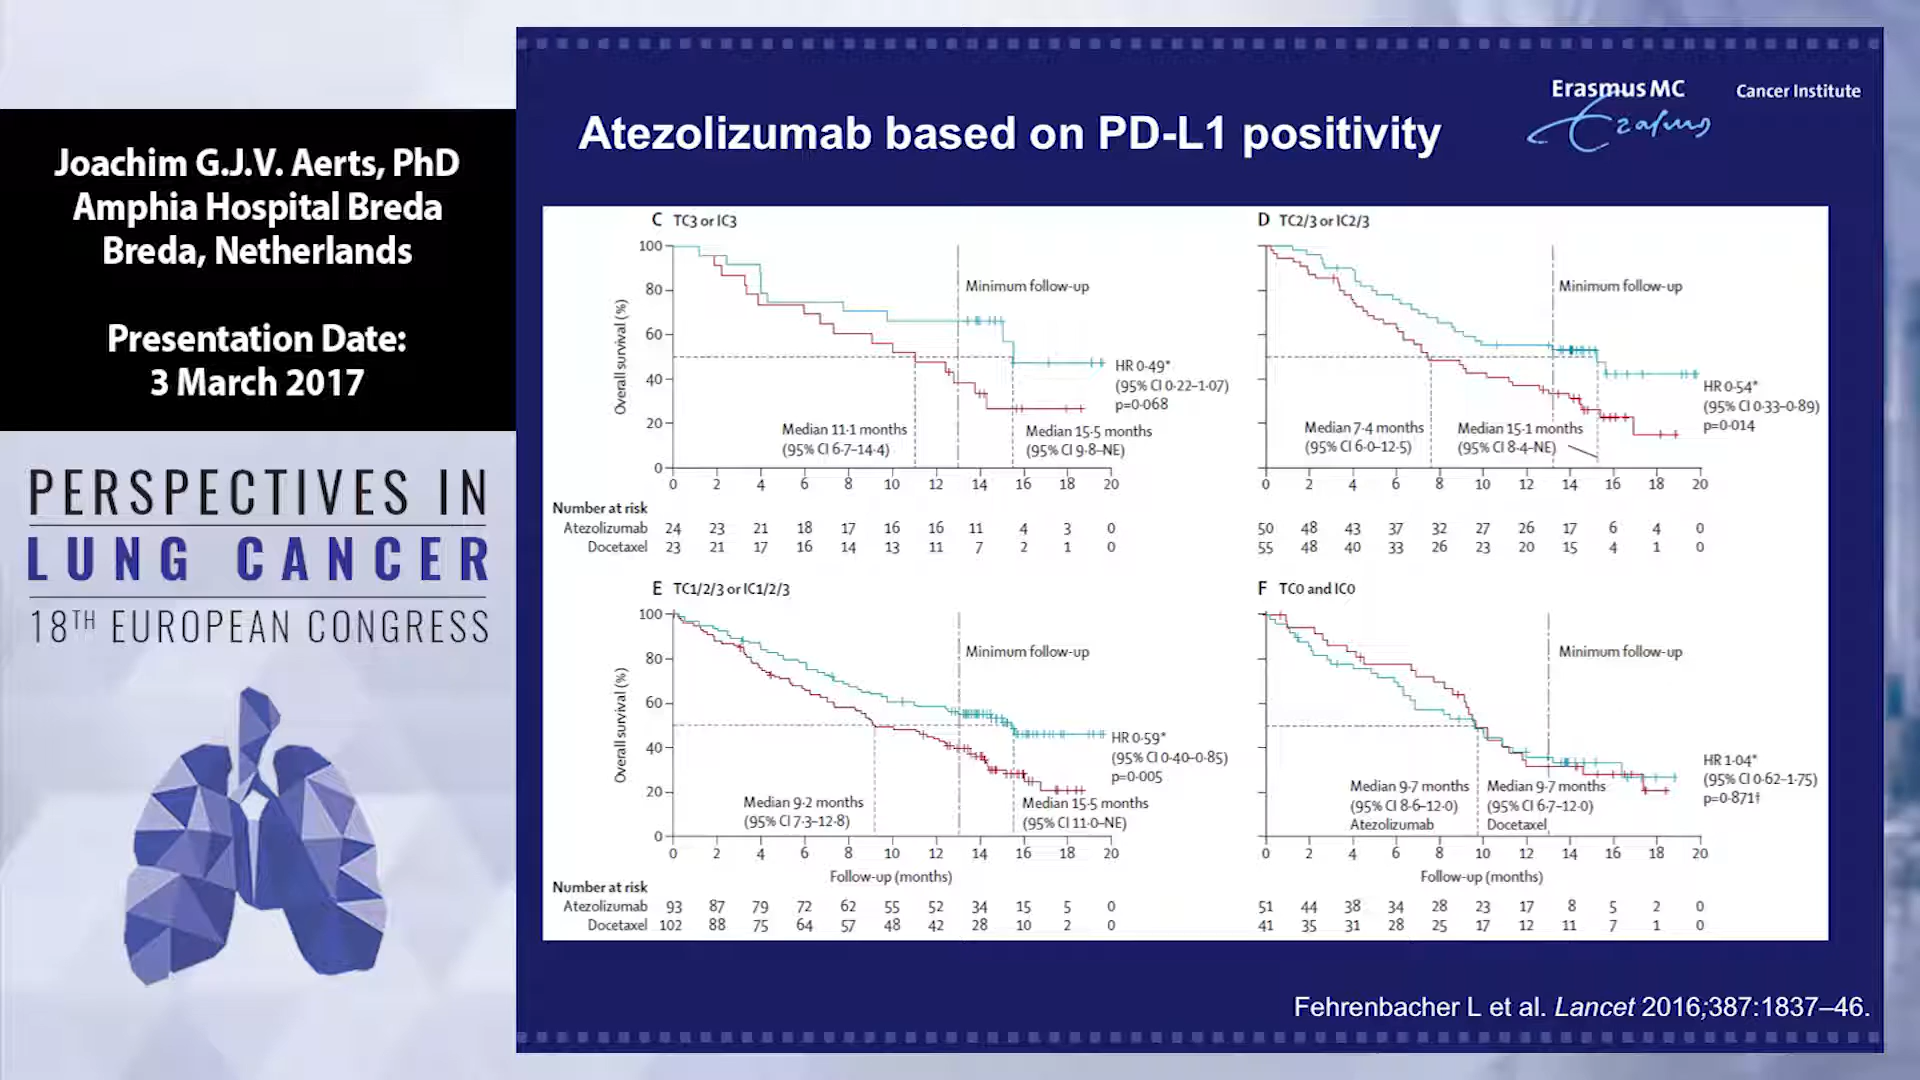 Joachim G.J.V. Aerts, PhD
Amphia Hospital Breda
Breda, Netherlands
Presentation Date:
3 March 2017
PERSPECTIVES IN
LUNG CANCER
18TH EUROPEAN CONGRESS
Erasmus MC
Erasmus
Cancer Institute
Atezolizumab based on PD-L1 positivity
C TC3 or IC3
Overall survival (%)
100
80
60
40
20
0
Minimum follow-up
HR 0·49*
(95% CI 0·22–1·07)
p=0·068
Median 11·1 months
(95% CI 6·7–14·4)
Median 15·5 months
(95% CI 9·8–NE)
0 2 4 6 8 10 12 14 16 18 20
Number at risk
Atezolizumab 24 23 21 18 17 16 16 11 4 3 0
Docetaxel 23 21 17 16 14 13 11 7 2 1 0
D TC2/3 or IC2/3
Minimum follow-up
HR 0·54*
(95% CI 0·33–0·89)
p=0·014
Median 7·4 months
(95% CI 6·0–12·5)
Median 15·1 months
(95% CI 8·4–NE)
0 2 4 6 8 10 12 14 16 18 20
50 48 43 37 32 27 26 17 6 4 0
55 48 40 33 26 23 20 15 4 1 0
E TC1/2/3 or IC1/2/3
Overall survival (%)
100
80
60
40
20
0
Minimum follow-up
HR 0·59*
(95% CI 0·40–0·85)
p=0·005
Median 9·2 months
(95% CI 7·3–12·8)
Median 15·5 months
(95% CI 11·0–NE)
0 2 4 6 8 10 12 14 16 18 20
Follow-up (months)
Number at risk
Atezolizumab 93 87 79 72 62 55 52 34 15 5 0
Docetaxel 102 88 75 64 57 48 42 28 10 2 0
F TC0 and IC0
Minimum follow-up
HR 1·04*
(95% CI 0·62–1·75)
p=0·871†
Median 9·7 months
(95% CI 8·6–12·0)
Atezolizumab
Median 9·7 months
(95% CI 6·7–12·0)
Docetaxel
0 2 4 6 8 10 12 14 16 18 20
Follow-up (months)
51 44 38 34 28 23 17 8 5 2 0
41 35 31 28 25 17 12 11 7 1 0
Fehrenbacher L et al. Lancet 2016;387:1837–46.